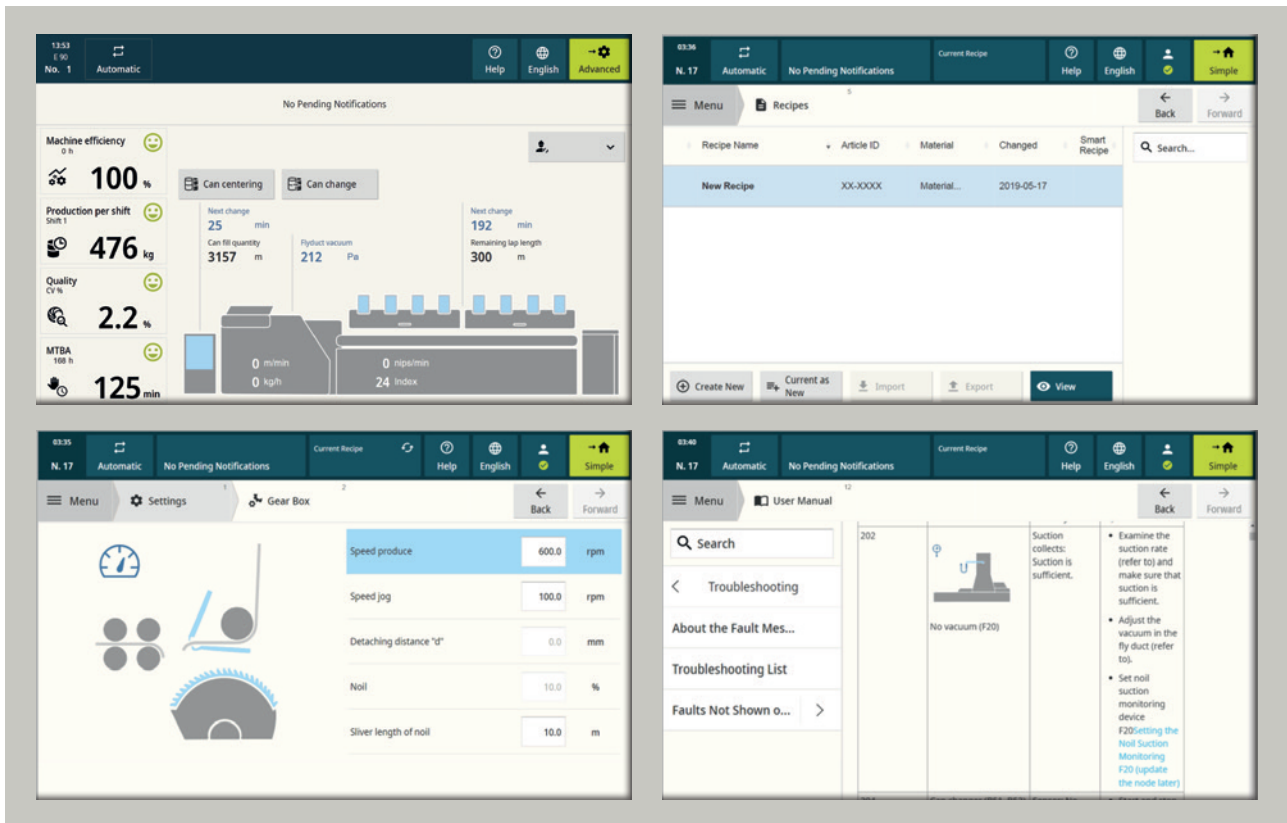 13:53
E 90
No. 1
Automatic
Help
English
Advanced
No Pending Notifications
Machine efficiency
0 h
100 %
Production per shift
Shift 1
476 kg
Quality
CV %
2.2 %
MTBA
168 h
125 min
Can centering
Can change
Next change
25 min
Can fill quantity
3157 m
Flyduct vacuum
212 Pa
Next change
192 min
Remaining lap length
300 m
0 m/min
0 kg/h
0 nips/min
24 Index
03:36
N. 17
Automatic
No Pending Notifications
Current Recipe
Help
English
Simple
Menu
Recipes
5
Back
Forward
Recipe Name
Article ID
Material
Changed
Smart
Recipe
Search...
New Recipe
XX-XXXX
Material...
2019-05-17
Create New
Current as
New
Import
Export
View
03:35
N. 17
Automatic
No Pending Notifications
Current Recipe
Help
English
Simple
Menu
Settings
1
Gear Box
2
Back
Forward
Speed produce 600.0 rpm
Speed jog 100.0 rpm
Detaching distance "d" 0.0 mm
Noil 10.0 %
Sliver length of noil 10.0 m
03:40
N. 17
Automatic
No Pending Notifications
Current Recipe
Help
English
Simple
Menu
User Manual
12
Back
Forward
Search
Troubleshooting
About the Fault Mes...
Troubleshooting List
Faults Not Shown o...
202
No vacuum (F20)
Suction
collects:
Suction is
sufficient.
• Examine the
suction rate
(refer to) and
make sure that
suction is
sufficient.
• Adjust the
vacuum in the
fly duct (refer
to).
• Set noil
suction
monitoring
device
F20Setting the
Noil Suction
Monitoring
F20 (update
the node later)